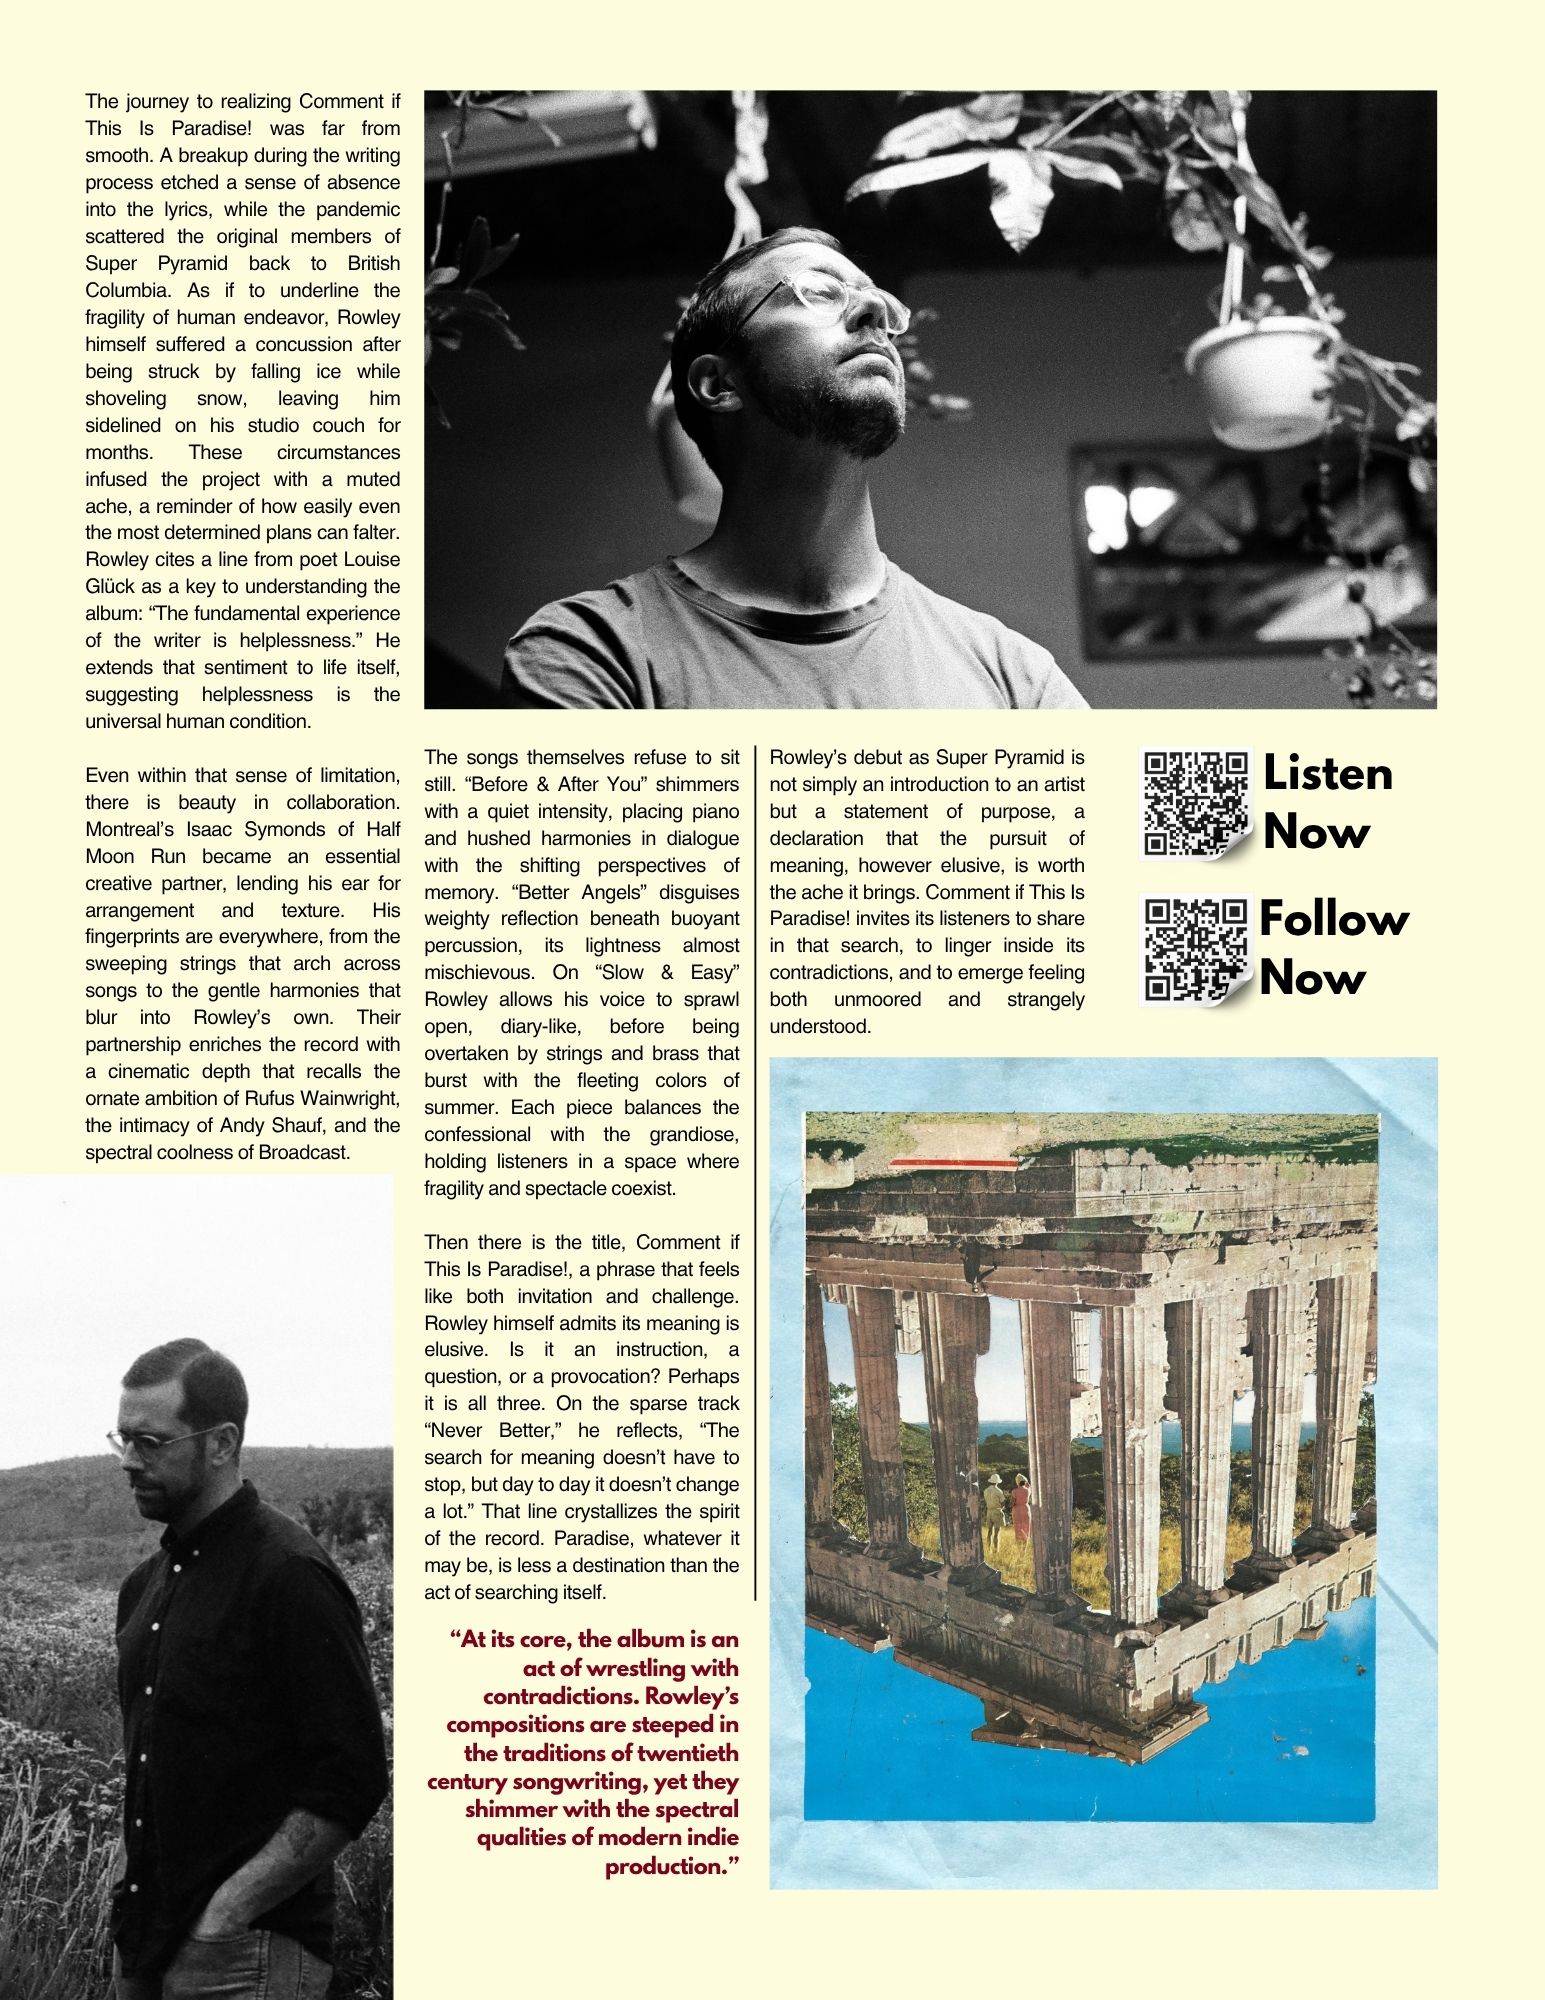 The journey to realizing Comment if
This Is Paradise! was far from
smooth. A breakup during the writing
process etched a sense of absence
into the lyrics, while the pandemic
scattered the original members of
Super Pyramid back to British
Columbia. As if to underline the
fragility of human endeavor, Rowley
himself suffered a concussion after
being struck by falling ice while
shoveling snow, leaving him
sidelined on his studio couch for
months. These circumstances
infused the project with a muted
ache, a reminder of how easily even
the most determined plans can falter.
Rowley cites a line from poet Louise
Glück as a key to understanding the
album: “The fundamental experience
of the writer is helplessness.” He
extends that sentiment to life itself,
suggesting helplessness is the
universal human condition.
Even within that sense of limitation,
there is beauty in collaboration.
Montreal’s Isaac Symonds of Half
Moon Run became an essential
creative partner, lending his ear for
arrangement and texture. His
fingerprints are everywhere, from the
sweeping strings that arch across
songs to the gentle harmonies that
blur into Rowley’s own. Their
partnership enriches the record with
a cinematic depth that recalls the
ornate ambition of Rufus Wainwright,
the intimacy of Andy Shauf, and the
spectral coolness of Broadcast.
The songs themselves refuse to sit
still. “Before & After You” shimmers
with a quiet intensity, placing piano
and hushed harmonies in dialogue
with the shifting perspectives of
memory. “Better Angels” disguises
weighty reflection beneath buoyant
percussion, its lightness almost
mischievous. On “Slow & Easy”
Rowley allows his voice to sprawl
open, diary-like, before being
overtaken by strings and brass that
burst with the fleeting colors of
summer. Each piece balances the
confessional with the grandiose,
holding listeners in a space where
fragility and spectacle coexist.
Then there is the title, Comment if
This Is Paradise!, a phrase that feels
like both invitation and challenge.
Rowley himself admits its meaning is
elusive. Is it an instruction, a
question, or a provocation? Perhaps
it is all three. On the sparse track
“Never Better,” he reflects, “The
search for meaning doesn’t have to
stop, but day to day it doesn’t change
a lot.” That line crystallizes the spirit
of the record. Paradise, whatever it
may be, is less a destination than the
act of searching itself.
“At its core, the album is an
act of wrestling with
contradictions. Rowley’s
compositions are steeped in
the traditions of twentieth
century songwriting, yet they
shimmer with the spectral
qualities of modern indie
production.”
Rowley’s debut as Super Pyramid is
not simply an introduction to an artist
but a statement of purpose, a
declaration that the pursuit of
meaning, however elusive, is worth
the ache it brings. Comment if This Is
Paradise! invites its listeners to share
in that search, to linger inside its
contradictions, and to emerge feeling
both unmoored and strangely
understood.
Listen
Now
Follow
Now